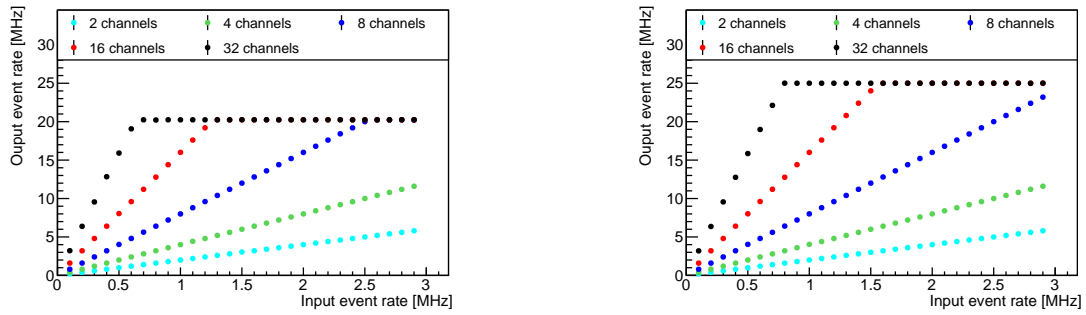 2 channels 4 channels 8 channels
16 channels 32 channels
Ouput event rate [MHz]
30
25
20
15
10
5
0
0 0.5 1 1.5 2 2.5 3
Input event rate [MHz]
2 channels 4 channels 8 channels
16 channels 32 channels
Ouput event rate [MHz]
30
25
20
15
10
5
0
0 0.5 1 1.5 2 2.5 3
Input event rate [MHz]